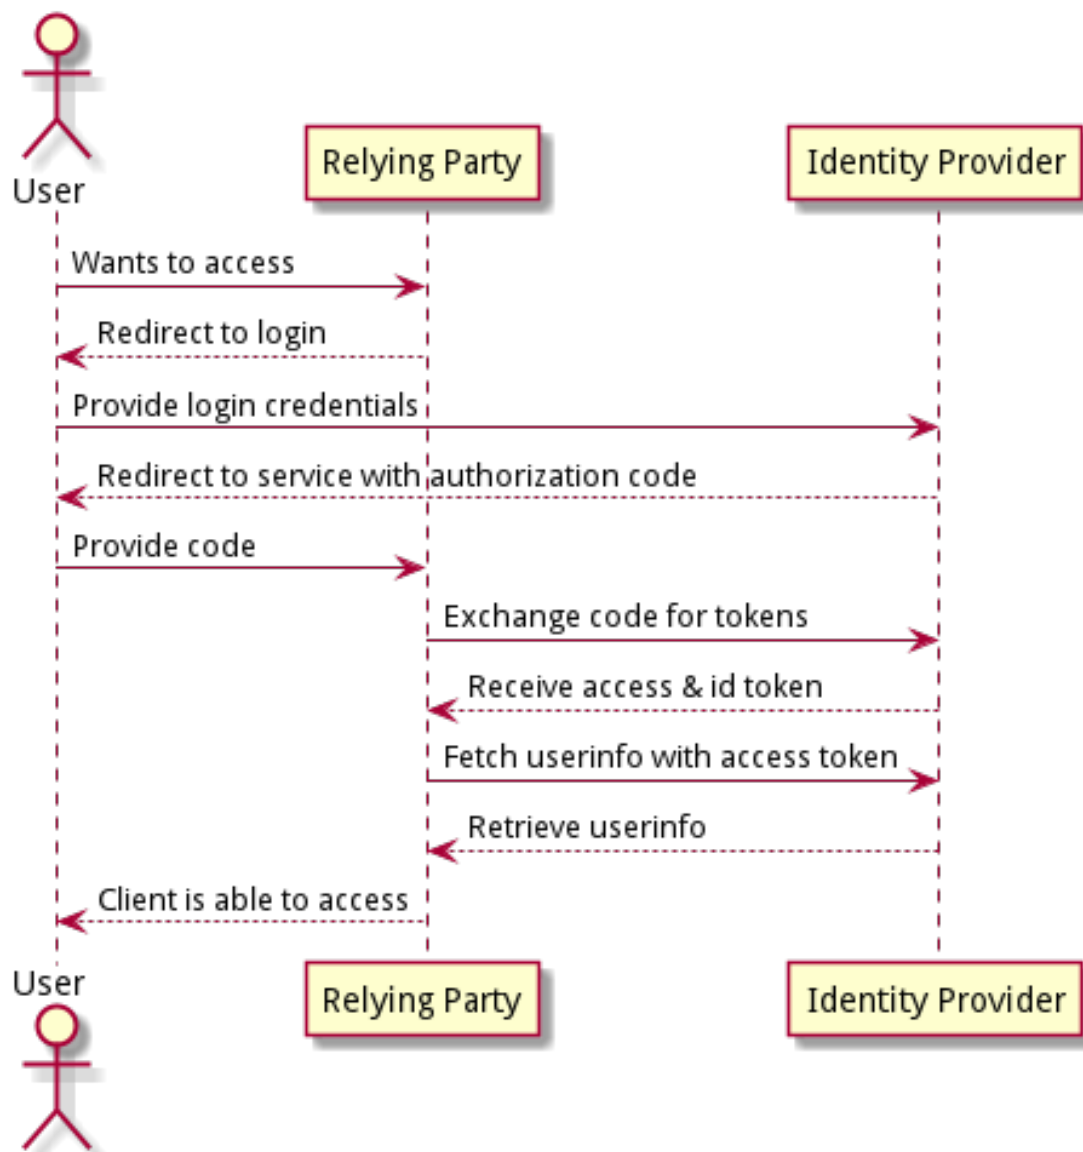 User
Relying Party
Identity Provider
Wants to access
Redirect to login
Provide login credentials
Redirect to service with authorization code
Provide code
Exchange code for tokens
Receive access & id token
Fetch userinfo with access token
Retrieve userinfo
Client is able to access
User
Relying Party
Identity Provider